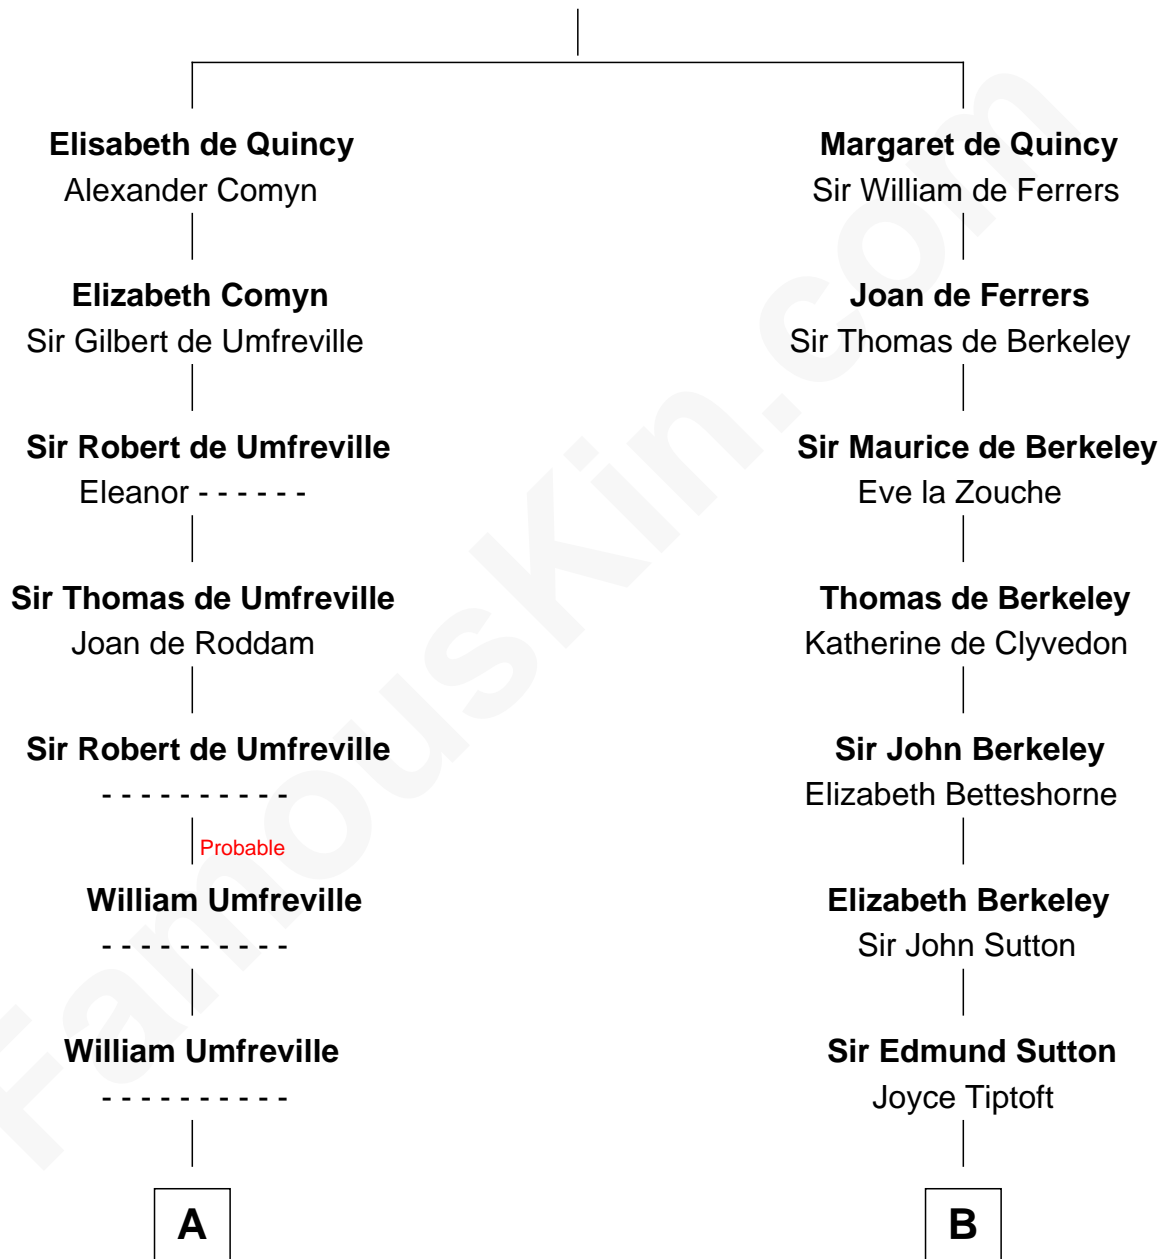 Elisabeth de Quincy
Alexander Comyn
Margaret de Quincy
Sir William de Ferrers
Elizabeth Comyn
Sir Gilbert de Umfreville
Joan de Ferrers
Sir Thomas de Berkeley
Sir Robert de Umfreville
Eleanor - - - - - -
Sir Maurice de Berkeley
Eve la Zouche
Sir Thomas de Umfreville
Joan de Roddam
Thomas de Berkeley
Katherine de Clyvedon
Sir Robert de Umfreville
- - - - - - - - - -
Sir John Berkeley
Elizabeth Betteshorne
Probable
William Umfreville
- - - - - - - - - -
Elizabeth Berkeley
Sir John Sutton
William Umfreville
- - - - - - - - - -
Sir Edmund Sutton
Joyce Tiptoft
A
B
FamousKin.com